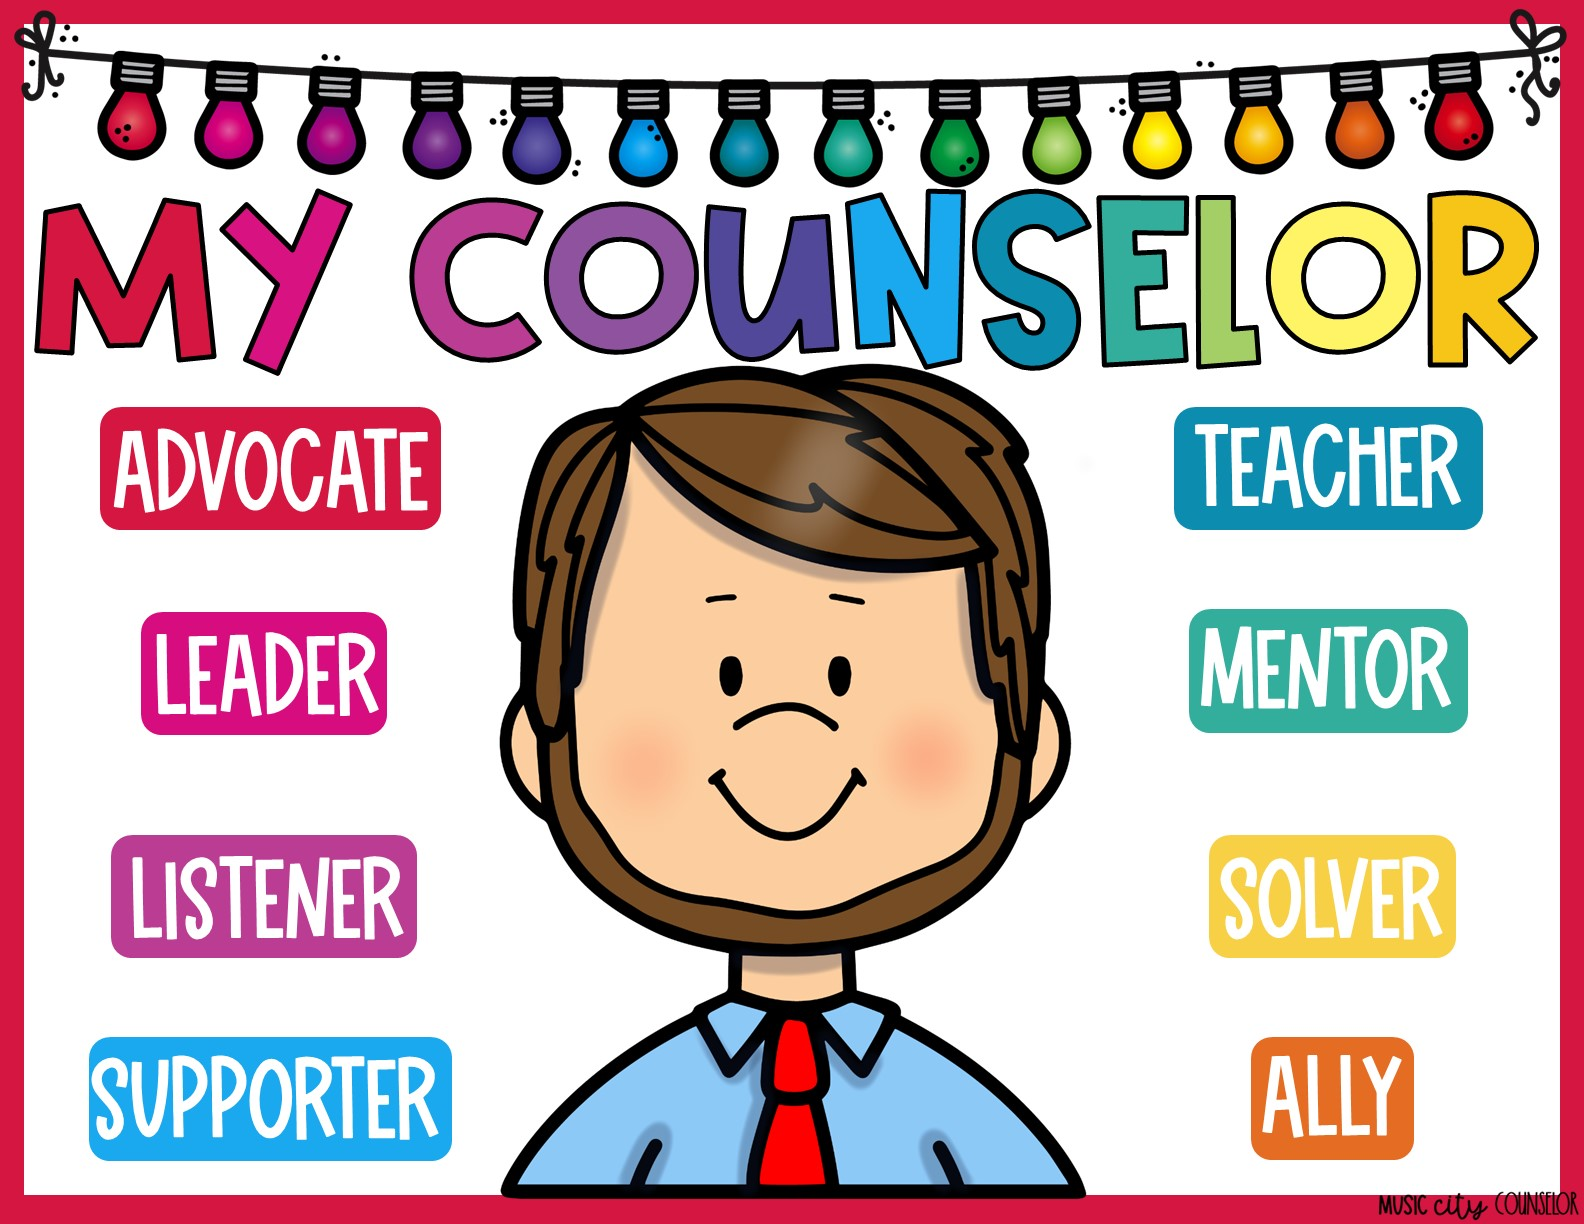 MY COUNSELOR
ADVOCATE
TEACHER
LEADER
MENTOR
LISTENER
SOLVER
SUPPORTER
ALLY
MUSIC city COUNSELOR